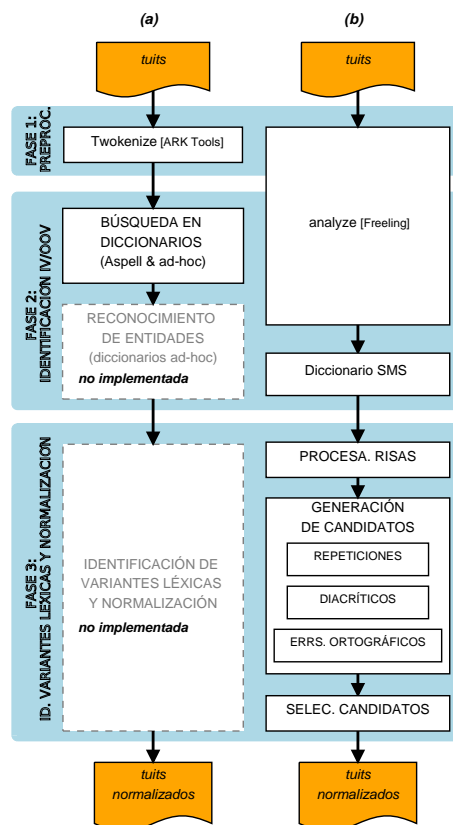 (a)
(b)
tuits
tuits
FASE 1:
PREPROC.
Twokenize [ARK Tools]
analyze [Freeling]
FASE 2:
IDENTIFICACIÓN IV/OOV
BÚSQUEDA EN
DICCIONARIOS
(Aspell & ad-hoc)
RECONOCIMIENTO
DE ENTIDADES
(diccionarios ad-hoc)
no implementada
Diccionario SMS
FASE 3:
ID. VARIANTES LÉXICAS Y NORMALIZACIÓN
IDENTIFICACIÓN DE
VARIANTES LÉXICAS
Y NORMALIZACIÓN
no implementada
PROCESA. RISAS
GENERACIÓN
DE CANDIDATOS
REPETICIONES
DIACRÍTICOS
ERRS. ORTOGRÁFICOS
SELEC. CANDIDATOS
tuits
normalizados
tuits
normalizados